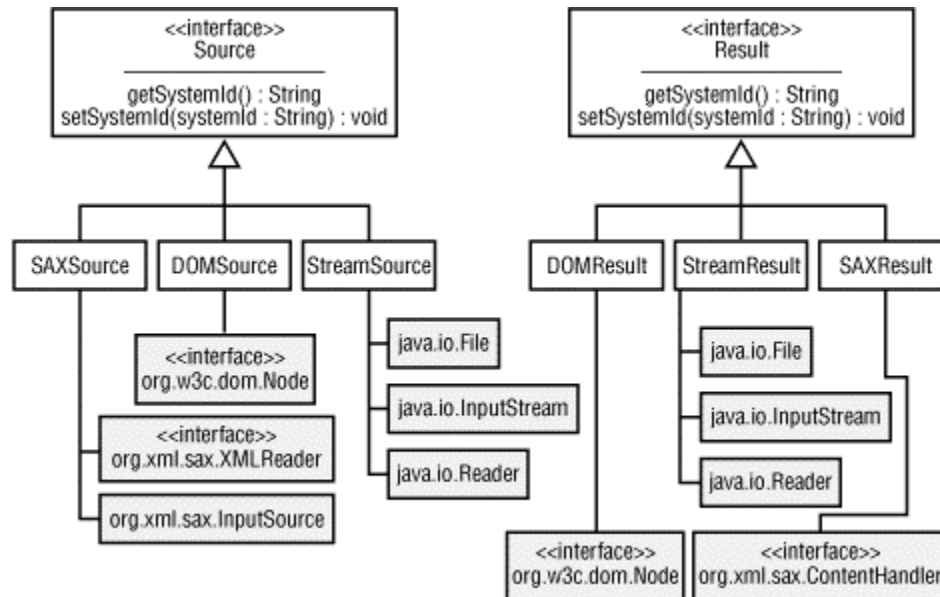 <<interface>>
Source
getSystemId() : String
setSystemId(systemId : String) : void
SAXSource
DOMSource
StreamSource
<<interface>>
org.w3c.dom.Node
<<interface>>
org.xml.sax.XMLReader
org.xml.sax.InputSource
java.io.File
java.io.InputStream
java.io.Reader
<<interface>>
Result
getSystemId() : String
setSystemId(systemId : String) : void
DOMResult
StreamResult
SAXResult
java.io.File
java.io.InputStream
java.io.Reader
<<interface>>
org.w3c.dom.Node
<<interface>>
org.xml.sax.ContentHandler